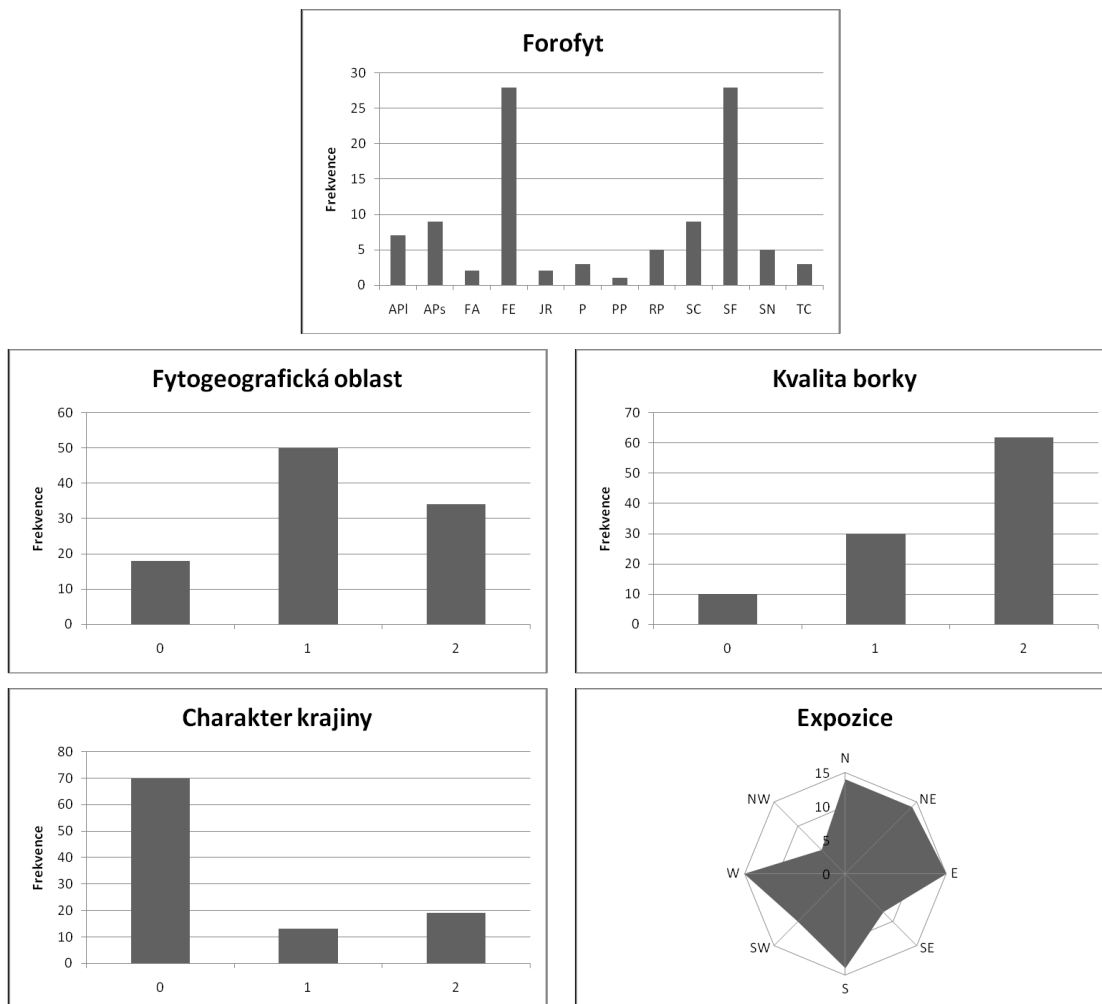 Forofyt
Frekvence
30
25
20
15
10
5
0
APl APs FA FE JR P PP RP SC SF SN TC
Fytogeografická oblast
Frekvence
60
50
40
30
20
10
0
0 1 2
Kvalita borky
Frekvence
70
60
50
40
30
20
10
0
0 1 2
Charakter krajiny
Frekvence
80
70
60
50
40
30
20
10
0
0 1 2
Expozice
N
15
NW NE
10
5
W 0 E
SW SE
S